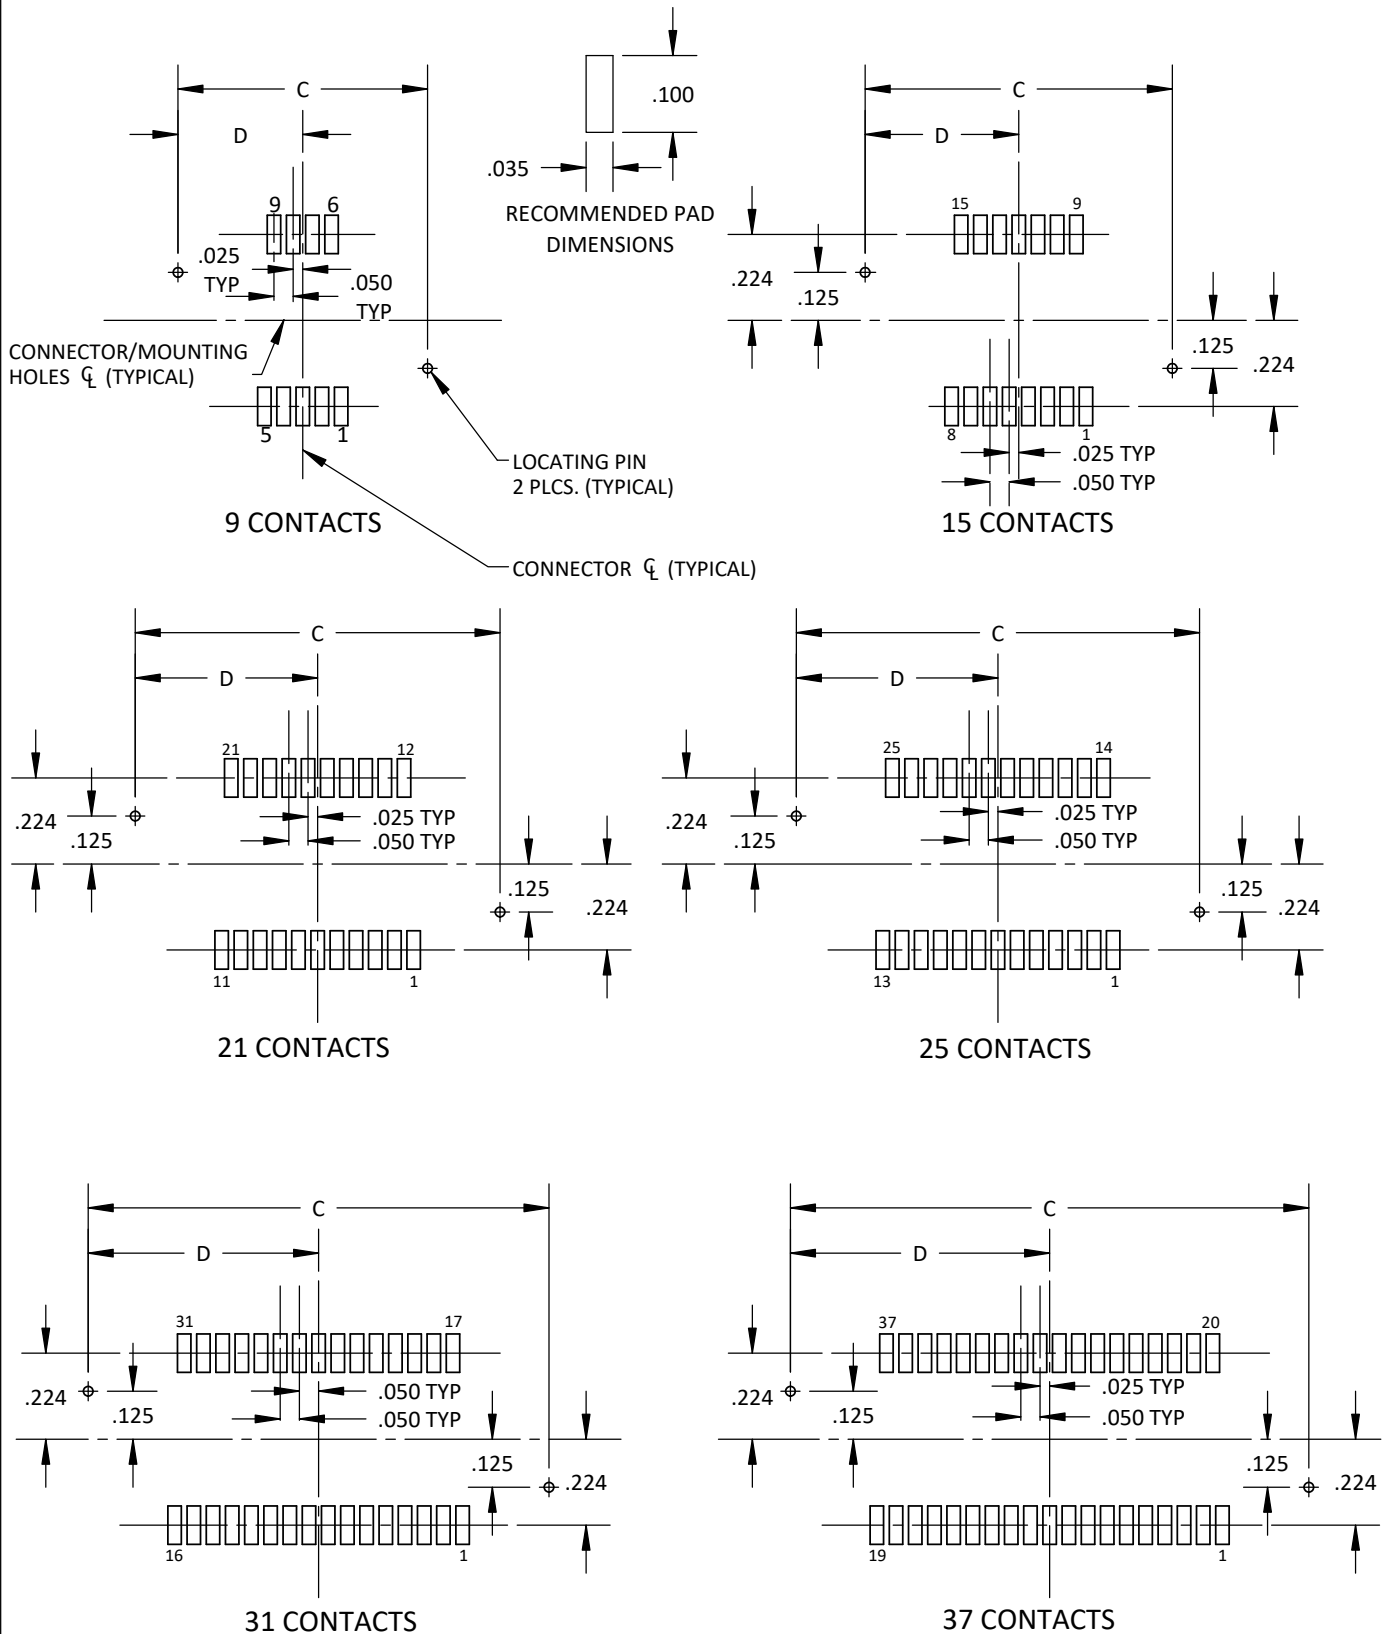 C
D
9 6
.025
TYP
.050
TYP
CONNECTOR/MOUNTING
HOLES ℄ (TYPICAL)
5 1
LOCATING PIN
2 PLCS. (TYPICAL)
9 CONTACTS
CONNECTOR ℄ (TYPICAL)
.100
.035
RECOMMENDED PAD
DIMENSIONS
C
D
15 9
.224
.125
.125
.224
8 1
.025 TYP
.050 TYP
15 CONTACTS
C
D
21 12
.025 TYP
.050 TYP
.224
.125
.125
.224
11 1
21 CONTACTS
C
D
25 14
.025 TYP
.050 TYP
.224
.125
.125
.224
13 1
25 CONTACTS
C
D
31 17
.050 TYP
.050 TYP
.224
.125
.125
.224
16 1
31 CONTACTS
C
D
37 20
.025 TYP
.050 TYP
.224
.125
.125
.224
19 1
37 CONTACTS